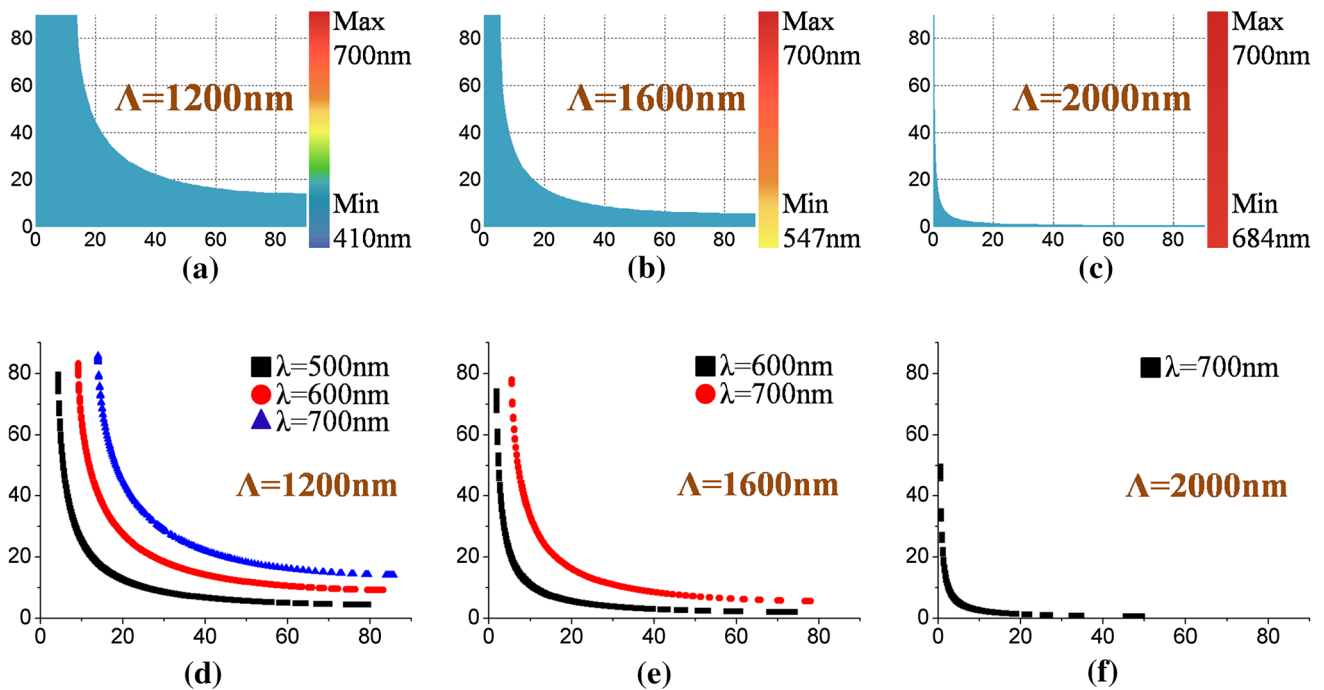 80
60
40
20
0
0 20 40 60 80
Λ=1200nm
Max
700nm
Min
410nm
(a)
80
60
40
20
0
0 20 40 60 80
Λ=1600nm
Max
700nm
Min
547nm
(b)
80
60
40
20
0
0 20 40 60 80
Λ=2000nm
Max
700nm
Min
684nm
(c)
80
60
40
20
0
0 20 40 60 80
λ=500nm
λ=600nm
λ=700nm
Λ=1200nm
(d)
80
60
40
20
0
0 20 40 60 80
λ=600nm
λ=700nm
Λ=1600nm
(e)
80
60
40
20
0
0 20 40 60 80
λ=700nm
Λ=2000nm
(f)